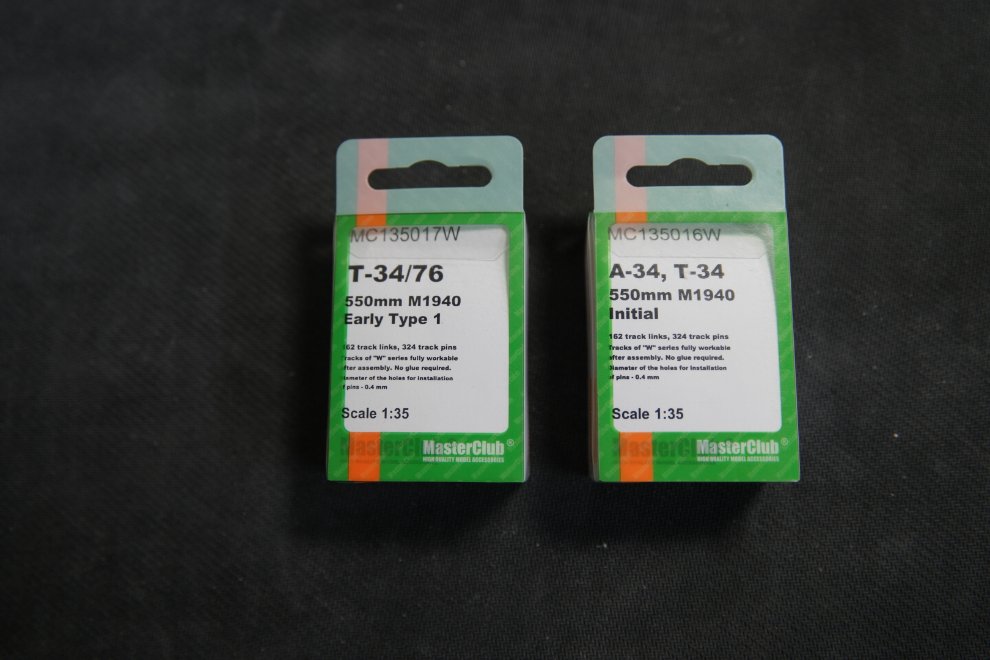 MC135017W
T-34/76
550mm M1940
Early Type 1
162 track links, 324 track pins
Tracks of "W" series fully workable
after assembly. No glue required.
Diameter of the holes for installation
of pins - 0.4 mm
Scale 1:35
MasterClub®
HIGH QUALITY MODEL ACCESSORIES
MC135016W
A-34, T-34
550mm M1940
Initial
162 track links, 324 track pins
Tracks of "W" series fully workable
after assembly. No glue required.
Diameter of the holes for installation
of pins - 0.4 mm
Scale 1:35
MasterClub®
HIGH QUALITY MODEL ACCESSORIES